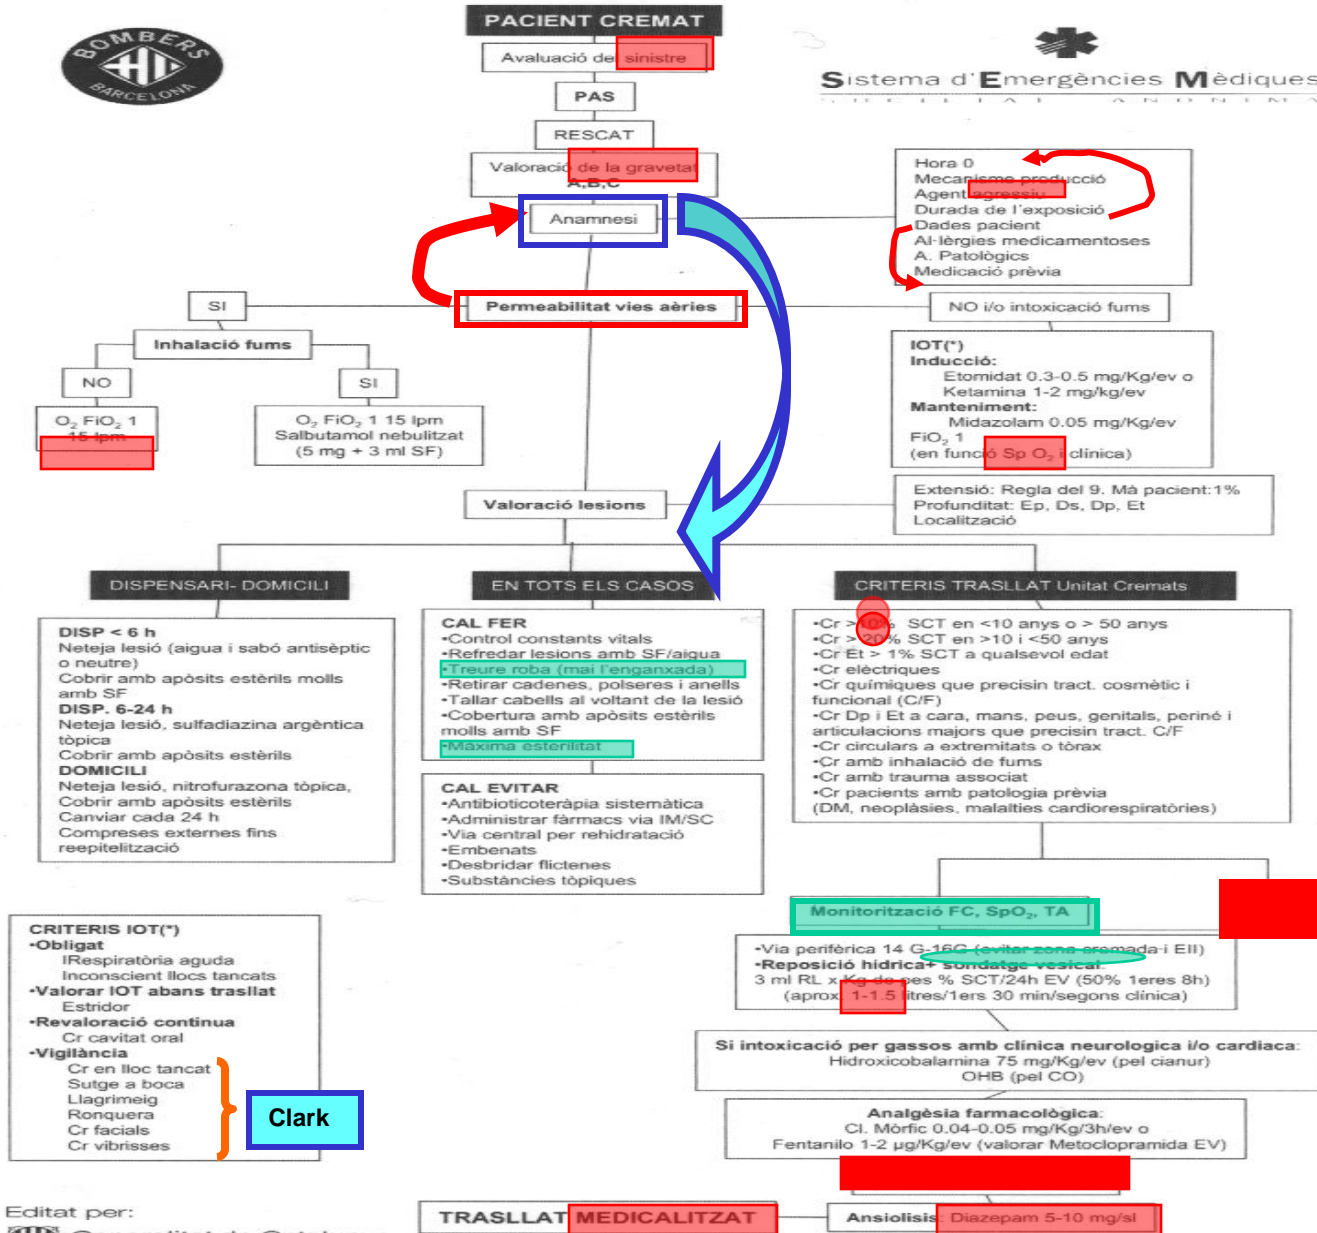 PACIENT CREMAT
BOMBERS
BARCELONA
Avaluació del sinistre
Sistema d'Emergències Mèdiques
PAS
RESCAT
Valoració de la gravetat
A,B,C
Anamnesi
Hora 0
Mecanisme producció
Agent agressiu
Durada de l'exposició
Dades pacient
Al·lèrgies medicamentoses
A. Patològics
Medicació prèvia
SI
Permeabilitat vies aèries
NO i/o intoxicació fums
Inhalació fums
NO
SI
O₂ FiO₂ 1
15 lpm
O₂ FiO₂ 1 15 lpm
Salbutamol nebulitzat
(5 mg + 3 ml SF)
IOT(*)
Inducció:
Etomidat 0.3-0.5 mg/Kg/ev o
Ketamina 1-2 mg/kg/ev
Manteniment:
Midazolam 0.05 mg/Kg/ev
FiO₂ 1
(en funció Sp O₂ i clínica)
Valoració lesions
Extensió: Regla del 9. Mà pacient:1%
Profunditat: Ep, Ds, Dp, Et
Localització
DISPENSARI- DOMICILI
DISP < 6 h
Neteja lesió (aigua i sabó antisèptic
o neutre)
Cobrir amb apòsits estèrils molls
amb SF
DISP. 6-24 h
Neteja lesió, sulfadiazina argèntica
tòpica
Cobrir amb apòsits estèrils
DOMICILI
Neteja lesió, nitrofurazona tòpica,
Cobrir amb apòsits estèrils
Canviar cada 24 h
Compreses externes fins
reepitelització
EN TOTS ELS CASOS
CAL FER
•Control constants vitals
•Refredar lesions amb SF/aigua
•Treure roba (mai l'enganxada)
•Retirar cadenes, polseres i anells
•Tallar cabells al voltant de la lesió
•Cobertura amb apòsits estèrils
molls amb SF
•Màxima esterilitat
CAL EVITAR
•Antibioticoteràpia sistemàtica
•Administrar fàrmacs via IM/SC
•Via central per rehidratació
•Embenats
•Desbridar flictenes
•Substàncies tòpiques
CRITERIS TRASLLAT Unitat Cremats
•Cr >10% SCT en <10 anys o > 50 anys
•Cr > 20% SCT en >10 i <50 anys
•Cr Et > 1% SCT a qualsevol edat
•Cr elèctriques
•Cr químiques que precisin tract. cosmètic i
funcional (C/F)
•Cr Dp i Et a cara, mans, peus, genitals, periné i
articulacions majors que precisin tract. C/F
•Cr circulars a extremitats o tòrax
•Cr amb inhalació de fums
•Cr amb trauma associat
•Cr pacients amb patologia prèvia
(DM, neoplàsies, malalties cardiorespiratòries)
Monitorització FC, SpO₂, TA
•Via perifèrica 14 G-16G (evitar zona cremada i EII)
•Reposició hídrica+ sondatge vesical:
3 ml RL x Kg de pes % SCT/24h EV (50% 1eres 8h)
(aprox. 1-1.5 litres/1ers 30 min/segons clínica)
Si intoxicació per gassos amb clínica neurologica i/o cardiaca:
Hidroxicobalamina 75 mg/Kg/ev (pel cianur)
OHB (pel CO)
Analgèsia farmacològica:
Cl. Mòrfic 0.04-0.05 mg/Kg/3h/ev o
Fentanilo 1-2 µg/Kg/ev (valorar Metoclopramida EV)
Ansiolisis: Diazepam 5-10 mg/sl
TRASLLAT MEDICALITZAT
CRITERIS IOT(*)
•Obligat
IRespiratòria aguda
Inconscient llocs tancats
•Valorar IOT abans trasllat
Estridor
•Revaloració continua
Cr cavitat oral
•Vigilància
Cr en lloc tancat
Sutge a boca
Llagrimeig
Ronquera
Cr facials
Cr vibrisses
Clark
Editat per: